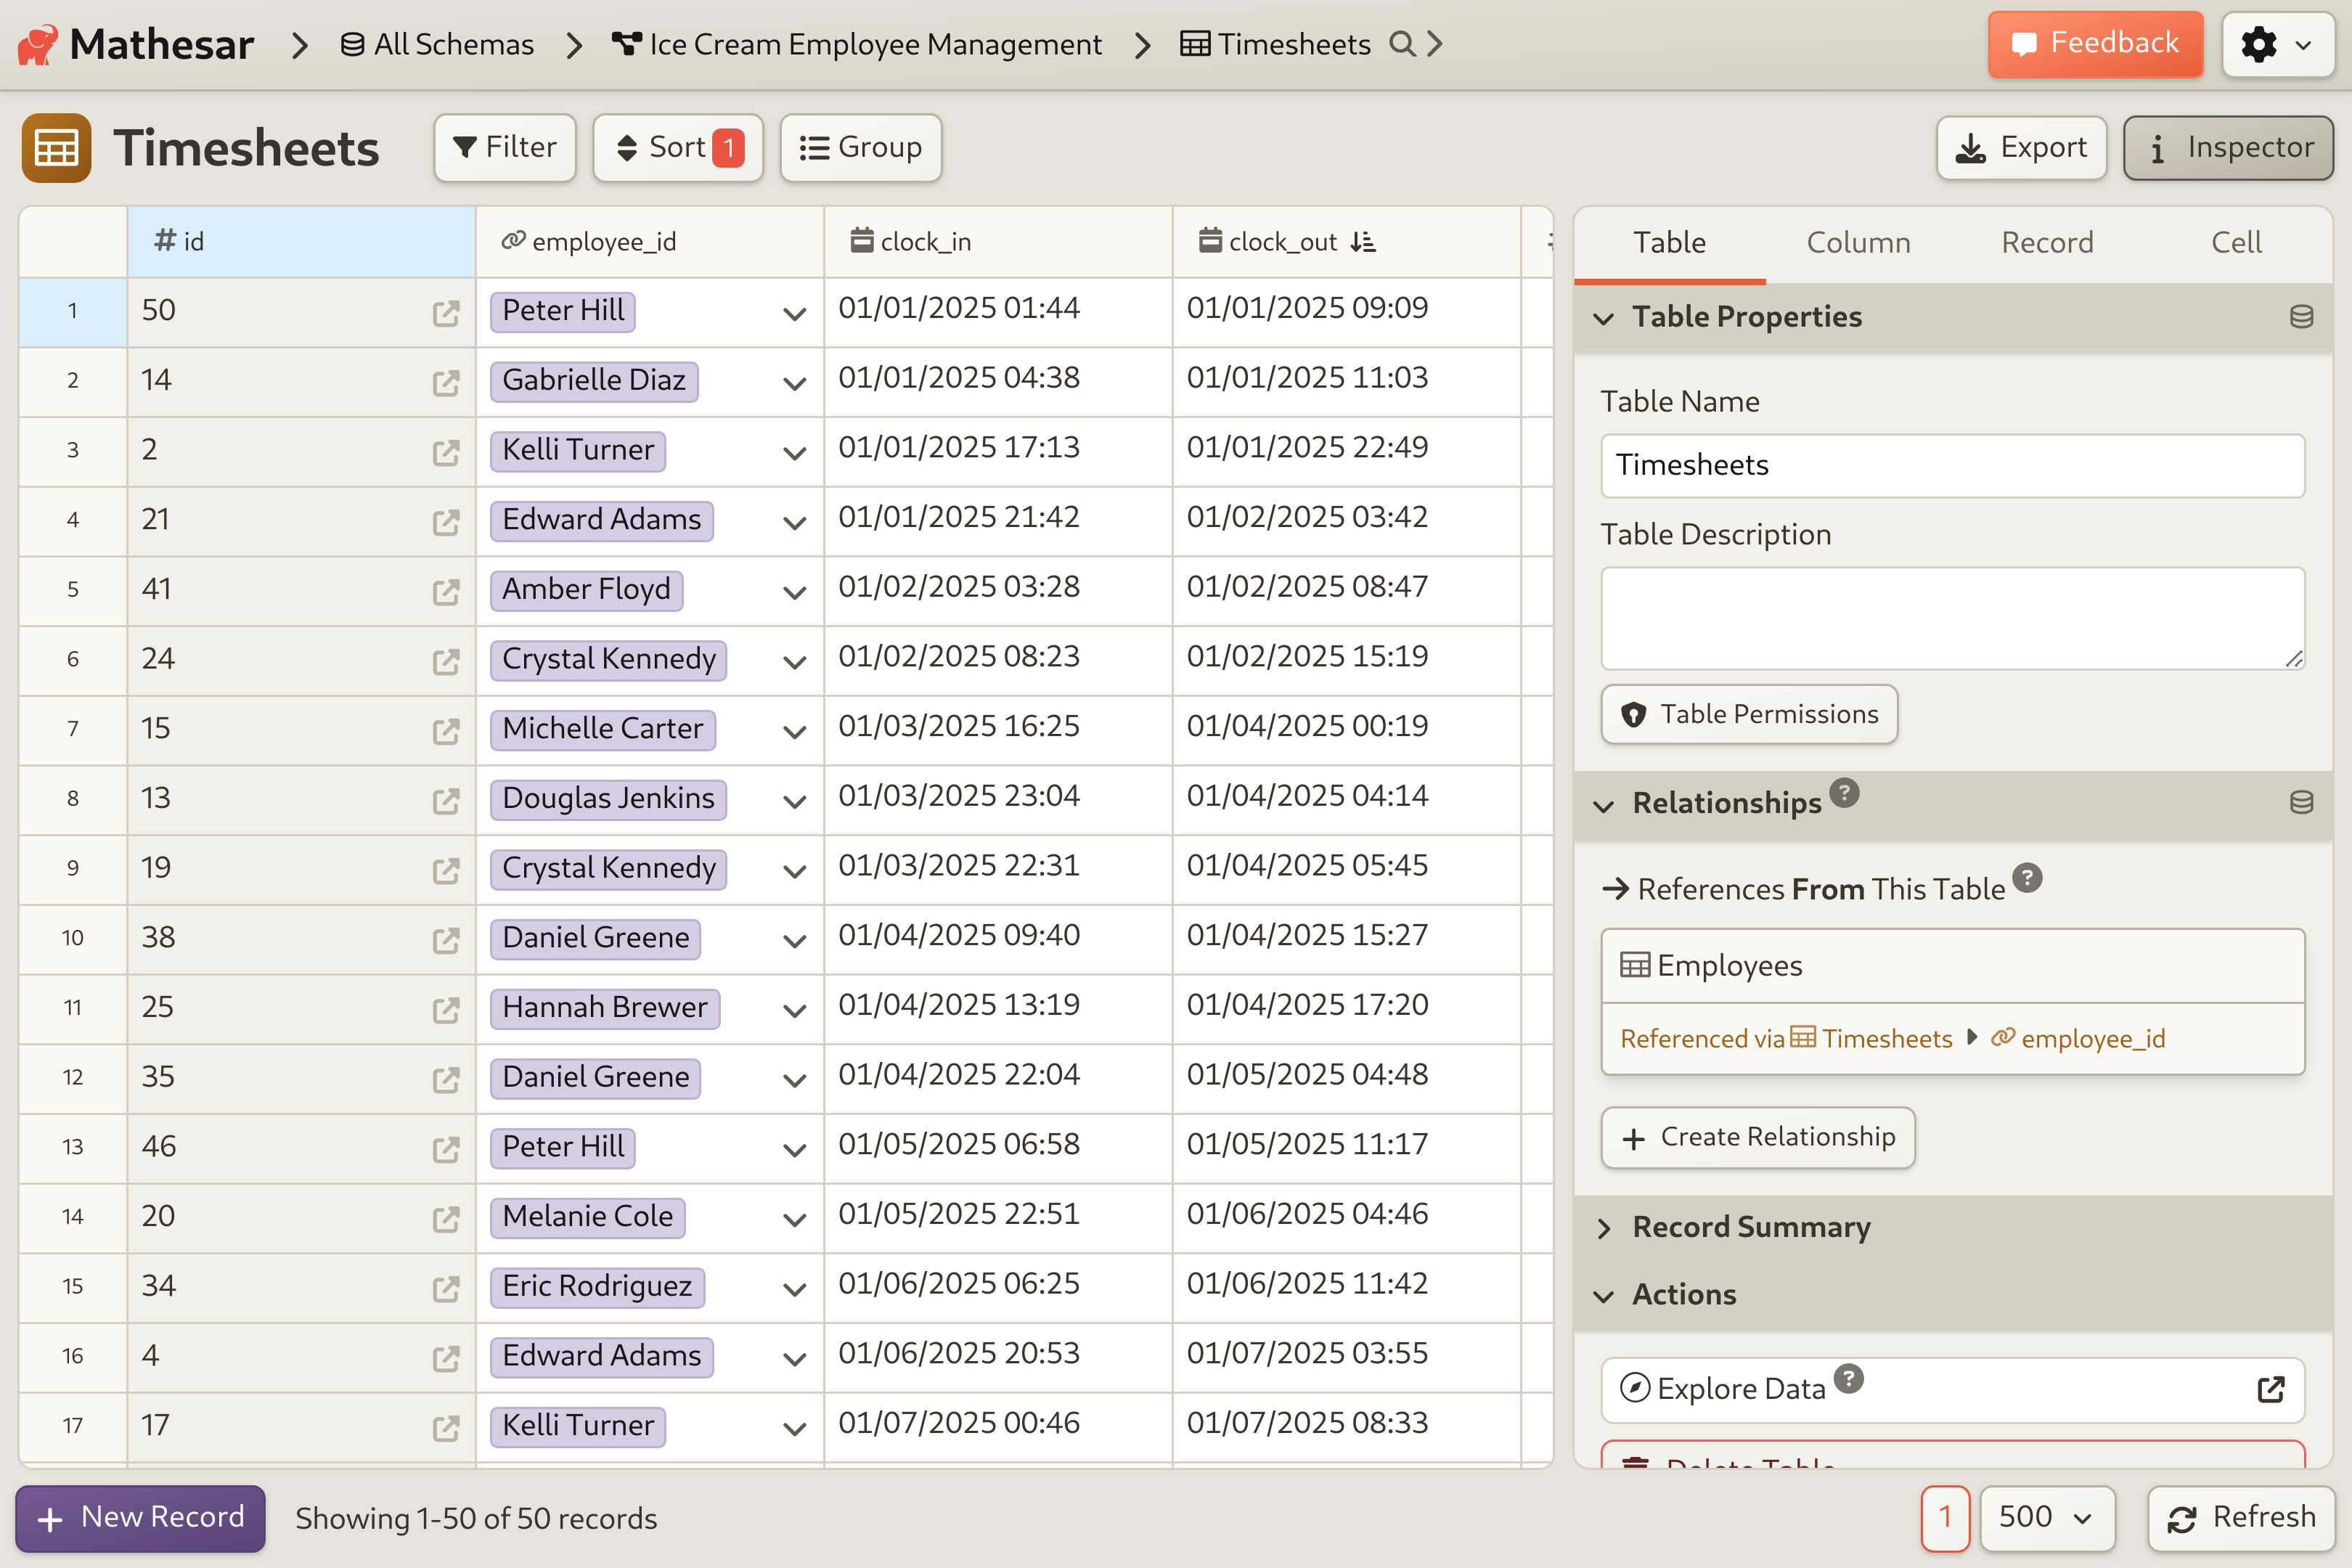 Mathesar All Schemas Ice Cream Employee Management Timesheets Feedback
Timesheets Filter Sort 1 Group Export Inspector
id employee_id clock_in clock_out
1 50 Peter Hill 01/01/2025 01:44 01/01/2025 09:09
2 14 Gabrielle Diaz 01/01/2025 04:38 01/01/2025 11:03
3 2 Kelli Turner 01/01/2025 17:13 01/01/2025 22:49
4 21 Edward Adams 01/01/2025 21:42 01/02/2025 03:42
5 41 Amber Floyd 01/02/2025 03:28 01/02/2025 08:47
6 24 Crystal Kennedy 01/02/2025 08:23 01/02/2025 15:19
7 15 Michelle Carter 01/03/2025 16:25 01/04/2025 00:19
8 13 Douglas Jenkins 01/03/2025 23:04 01/04/2025 04:14
9 19 Crystal Kennedy 01/03/2025 22:31 01/04/2025 05:45
10 38 Daniel Greene 01/04/2025 09:40 01/04/2025 15:27
11 25 Hannah Brewer 01/04/2025 13:19 01/04/2025 17:20
12 35 Daniel Greene 01/04/2025 22:04 01/05/2025 04:48
13 46 Peter Hill 01/05/2025 06:58 01/05/2025 11:17
14 20 Melanie Cole 01/05/2025 22:51 01/06/2025 04:46
15 34 Eric Rodriguez 01/06/2025 06:25 01/06/2025 11:42
16 4 Edward Adams 01/06/2025 20:53 01/07/2025 03:55
17 17 Kelli Turner 01/07/2025 00:46 01/07/2025 08:33
Table Column Record Cell
Table Properties
Table Name
Timesheets
Table Description
Table Permissions
Relationships ?
References From This Table ?
Employees
Referenced via Timesheets employee_id
Create Relationship
Record Summary
Actions
Explore Data ?
Delete Table
New Record Showing 1-50 of 50 records 1 500 Refresh